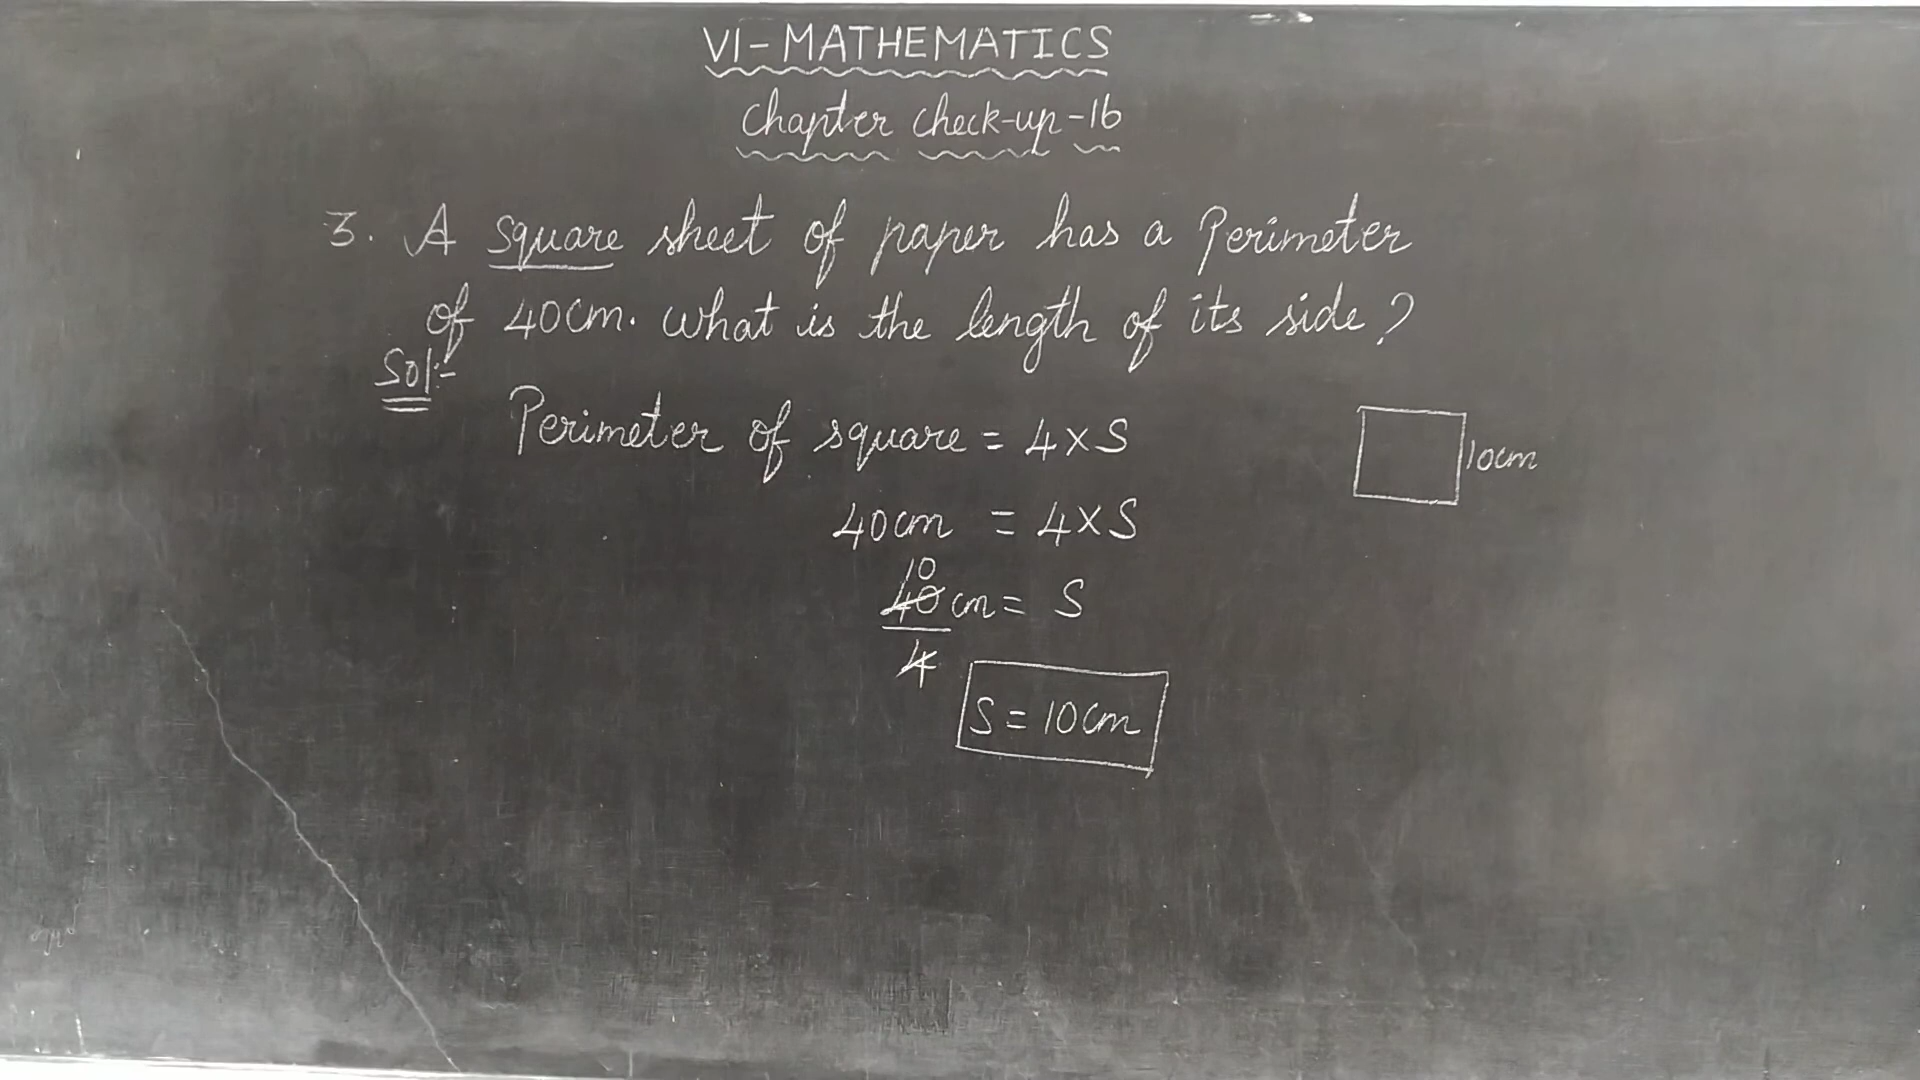 VI-MATHEMATICS
Chapter check-up-16
3. A square sheet of paper has a Perimeter
of 40cm. What is the length of its side?
Sol:-
Perimeter of square = 4×S
10cm
40cm = 4×S
10
40 cm = S
4
S = 10cm